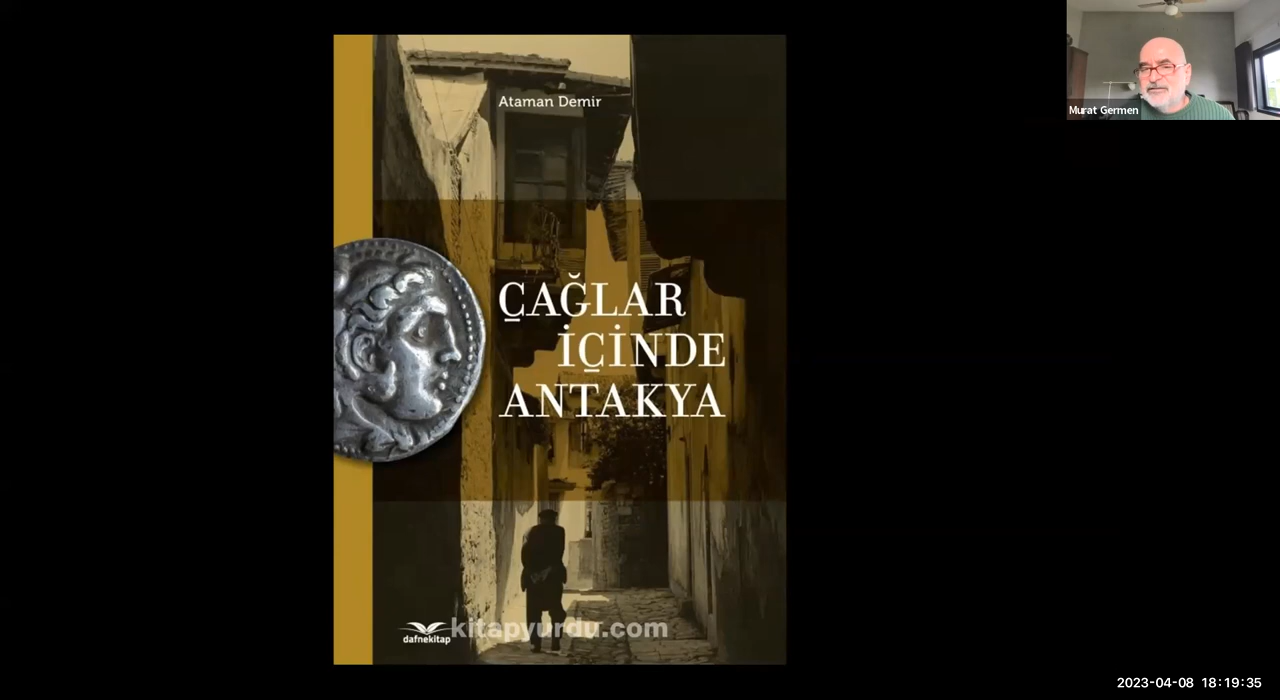 Ataman Demir
ÇAĞLAR
İÇİNDE
ANTAKYA
dafnekitap
kitapyurdu.com
Murat Germen
2023-04-08 18:19:35